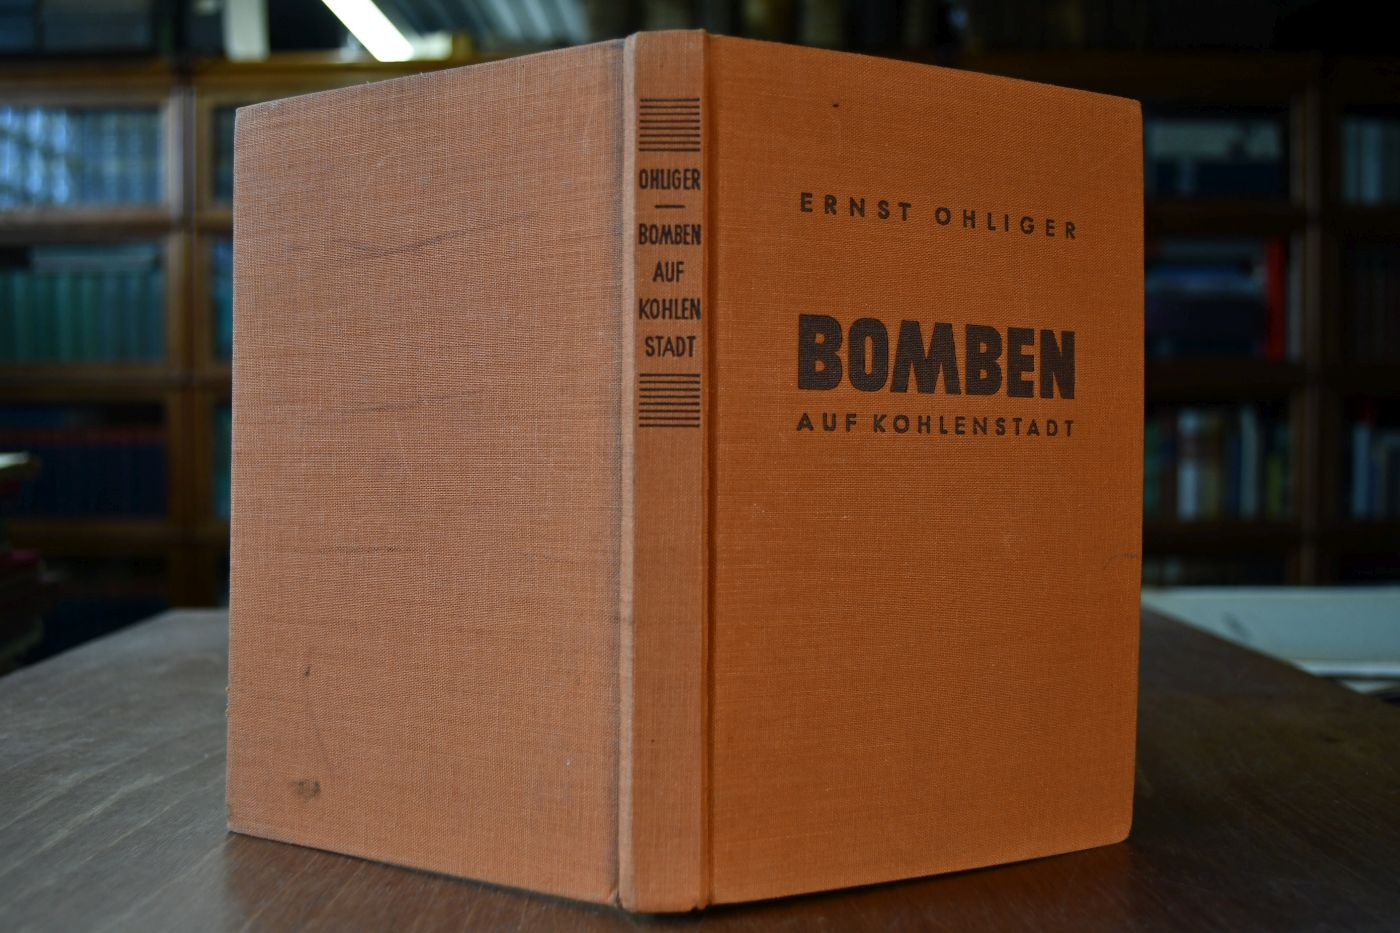 OHLIGER
BOMBEN
AUF
KOHLEN
STADT
ERNST OHLIGER
BOMBEN
AUF KOHLENSTADT